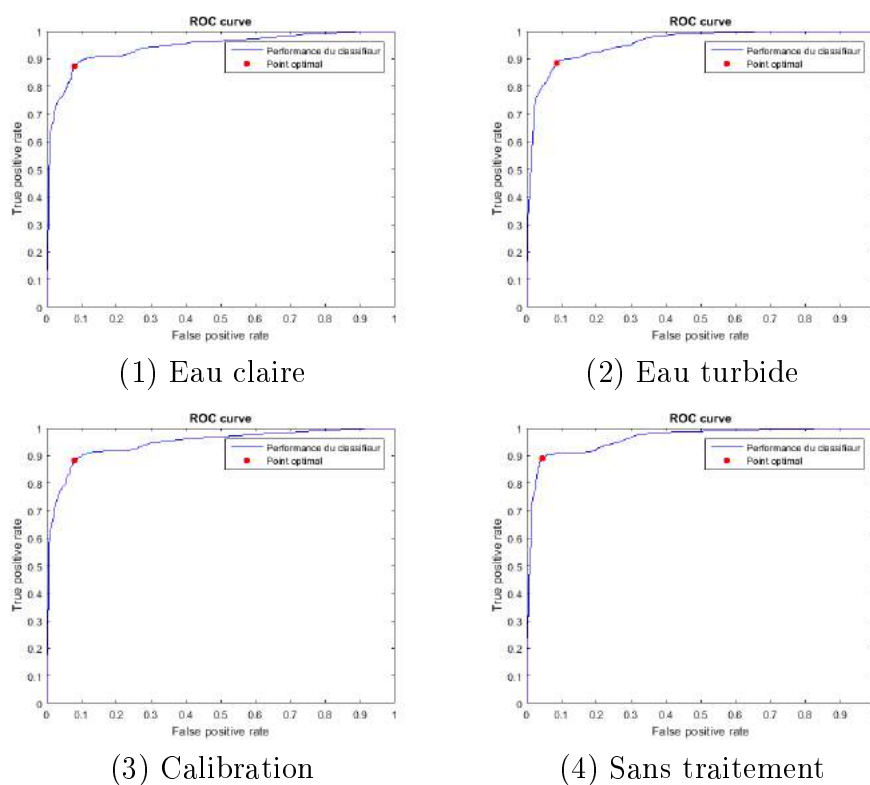 ROC curve
1
0.9
0.8
0.7
0.6
0.5
0.4
0.3
0.2
0.1
0
True positive rate
Performance du classifieur
Point optimal
0 0.1 0.2 0.3 0.4 0.5 0.6 0.7 0.8 0.9 1
False positive rate
(1) Eau claire
ROC curve
1
0.9
0.8
0.7
0.6
0.5
0.4
0.3
0.2
0.1
0
True positive rate
Performance du classifieur
Point optimal
0 0.1 0.2 0.3 0.4 0.5 0.6 0.7 0.8 0.9
False positive rate
(2) Eau turbide
ROC curve
1
0.9
0.8
0.7
0.6
0.5
0.4
0.3
0.2
0.1
0
True positive rate
Performance du classifieur
Point optimal
0 0.1 0.2 0.3 0.4 0.5 0.6 0.7 0.8 0.9 1
False positive rate
(3) Calibration
ROC curve
1
0.9
0.8
0.7
0.6
0.5
0.4
0.3
0.2
0.1
0
True positive rate
Performance du classifieur
Point optimal
0 0.1 0.2 0.3 0.4 0.5 0.6 0.7 0.8 0.9
False positive rate
(4) Sans traitement